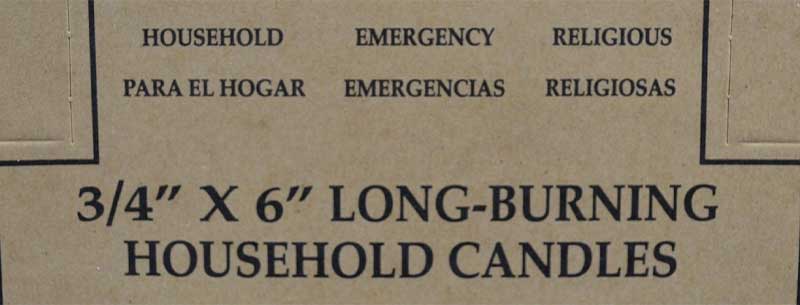 HOUSEHOLD EMERGENCY RELIGIOUS
PARA EL HOGAR EMERGENCIAS RELIGIOSAS
3/4” X 6” LONG-BURNING
HOUSEHOLD CANDLES